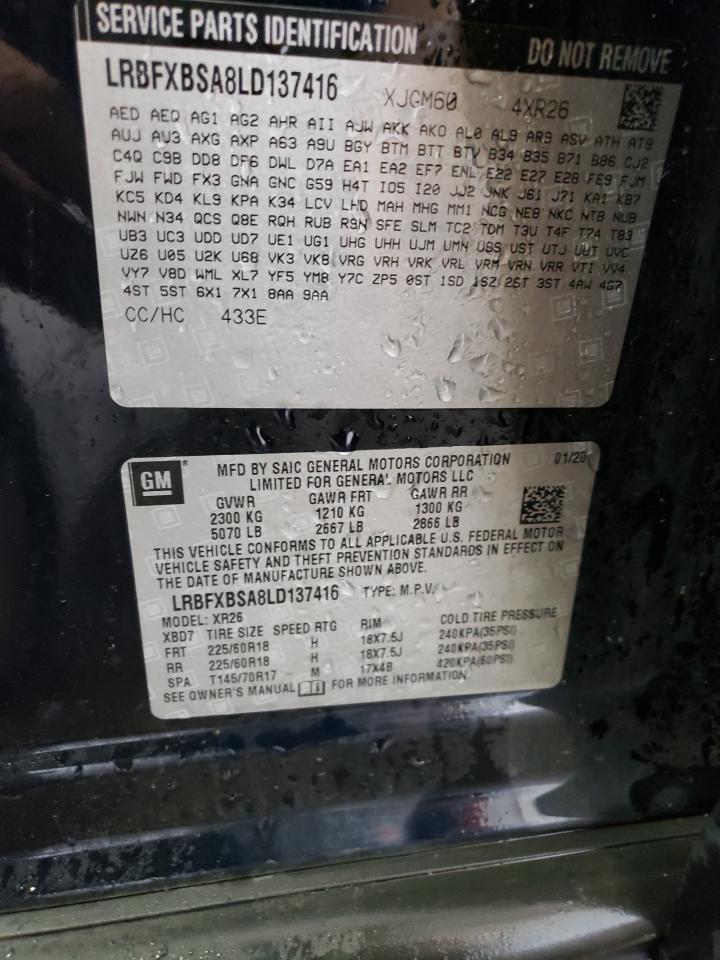 SERVICE PARTS IDENTIFICATION DO NOT REMOVE
LRBFXBSA8LD137416 XJGM60 4XR26
AED AEQ AG1 AG2 AHR AII AJW AKK AKO AL0 AL9 AR9 ASV ATH AT9
AUJ AV3 AXG AXP A63 A9U BGY BTM BTT BTV B34 B35 B71 B86 CJ2
C4Q C9B DD8 DF6 DWL D7A EA1 EA2 EF7 ENL E22 E27 E28 FE9 FJM
FJW FWD FX3 GNA GNC G59 H4T IO5 I20 JJ2 JNK J61 J71 KA1 KB7
KC5 KD4 KL9 KPA K34 LCV LHD MAH MHG MM1 NCG NE8 NKC NTB NUB
NWN N34 QCS Q8E RQH RUB R9N SFE SLM TC2 TDM T3U T4F T74 T83
UB3 UC3 UDD UD7 UE1 UG1 UHG UHH UJM UMN UGS UST UTJ UUT UVC
UZ6 U05 U2K U68 VK3 VK8 VRG VRH VRK VRL VRM VRN VRR VTI VV4
VY7 V8D WML XL7 YF5 YM8 Y7C ZP5 0ST 1SD 1SZ 26T 3ST 4AW 4G7
4ST 5ST 6X1 7X1 8AA 9AA
CC/HC 433E
GM ® MFD BY SAIC GENERAL MOTORS CORPORATION 01/20
LIMITED FOR GENERAL MOTORS LLC
GVWR GAWR FRT GAWR RR
2300 KG 1210 KG 1300 KG
5070 LB 2667 LB 2866 LB
THIS VEHICLE CONFORMS TO ALL APPLICABLE U.S. FEDERAL MOTOR
VEHICLE SAFETY AND THEFT PREVENTION STANDARDS IN EFFECT ON
THE DATE OF MANUFACTURE SHOWN ABOVE.
LRBFXBSA8LD137416 TYPE: M.P.V.
MODEL: XR26
XBD7 TIRE SIZE SPEED RTG RIM COLD TIRE PRESSURE
FRT 225/60R18 H 18X7.5J 240KPA(35PSI)
RR 225/60R18 H 18X7.5J 240KPA(35PSI)
SPA T145/70R17 M 17X4B 420KPA(60PSI)
SEE OWNER'S MANUAL FOR MORE INFORMATION